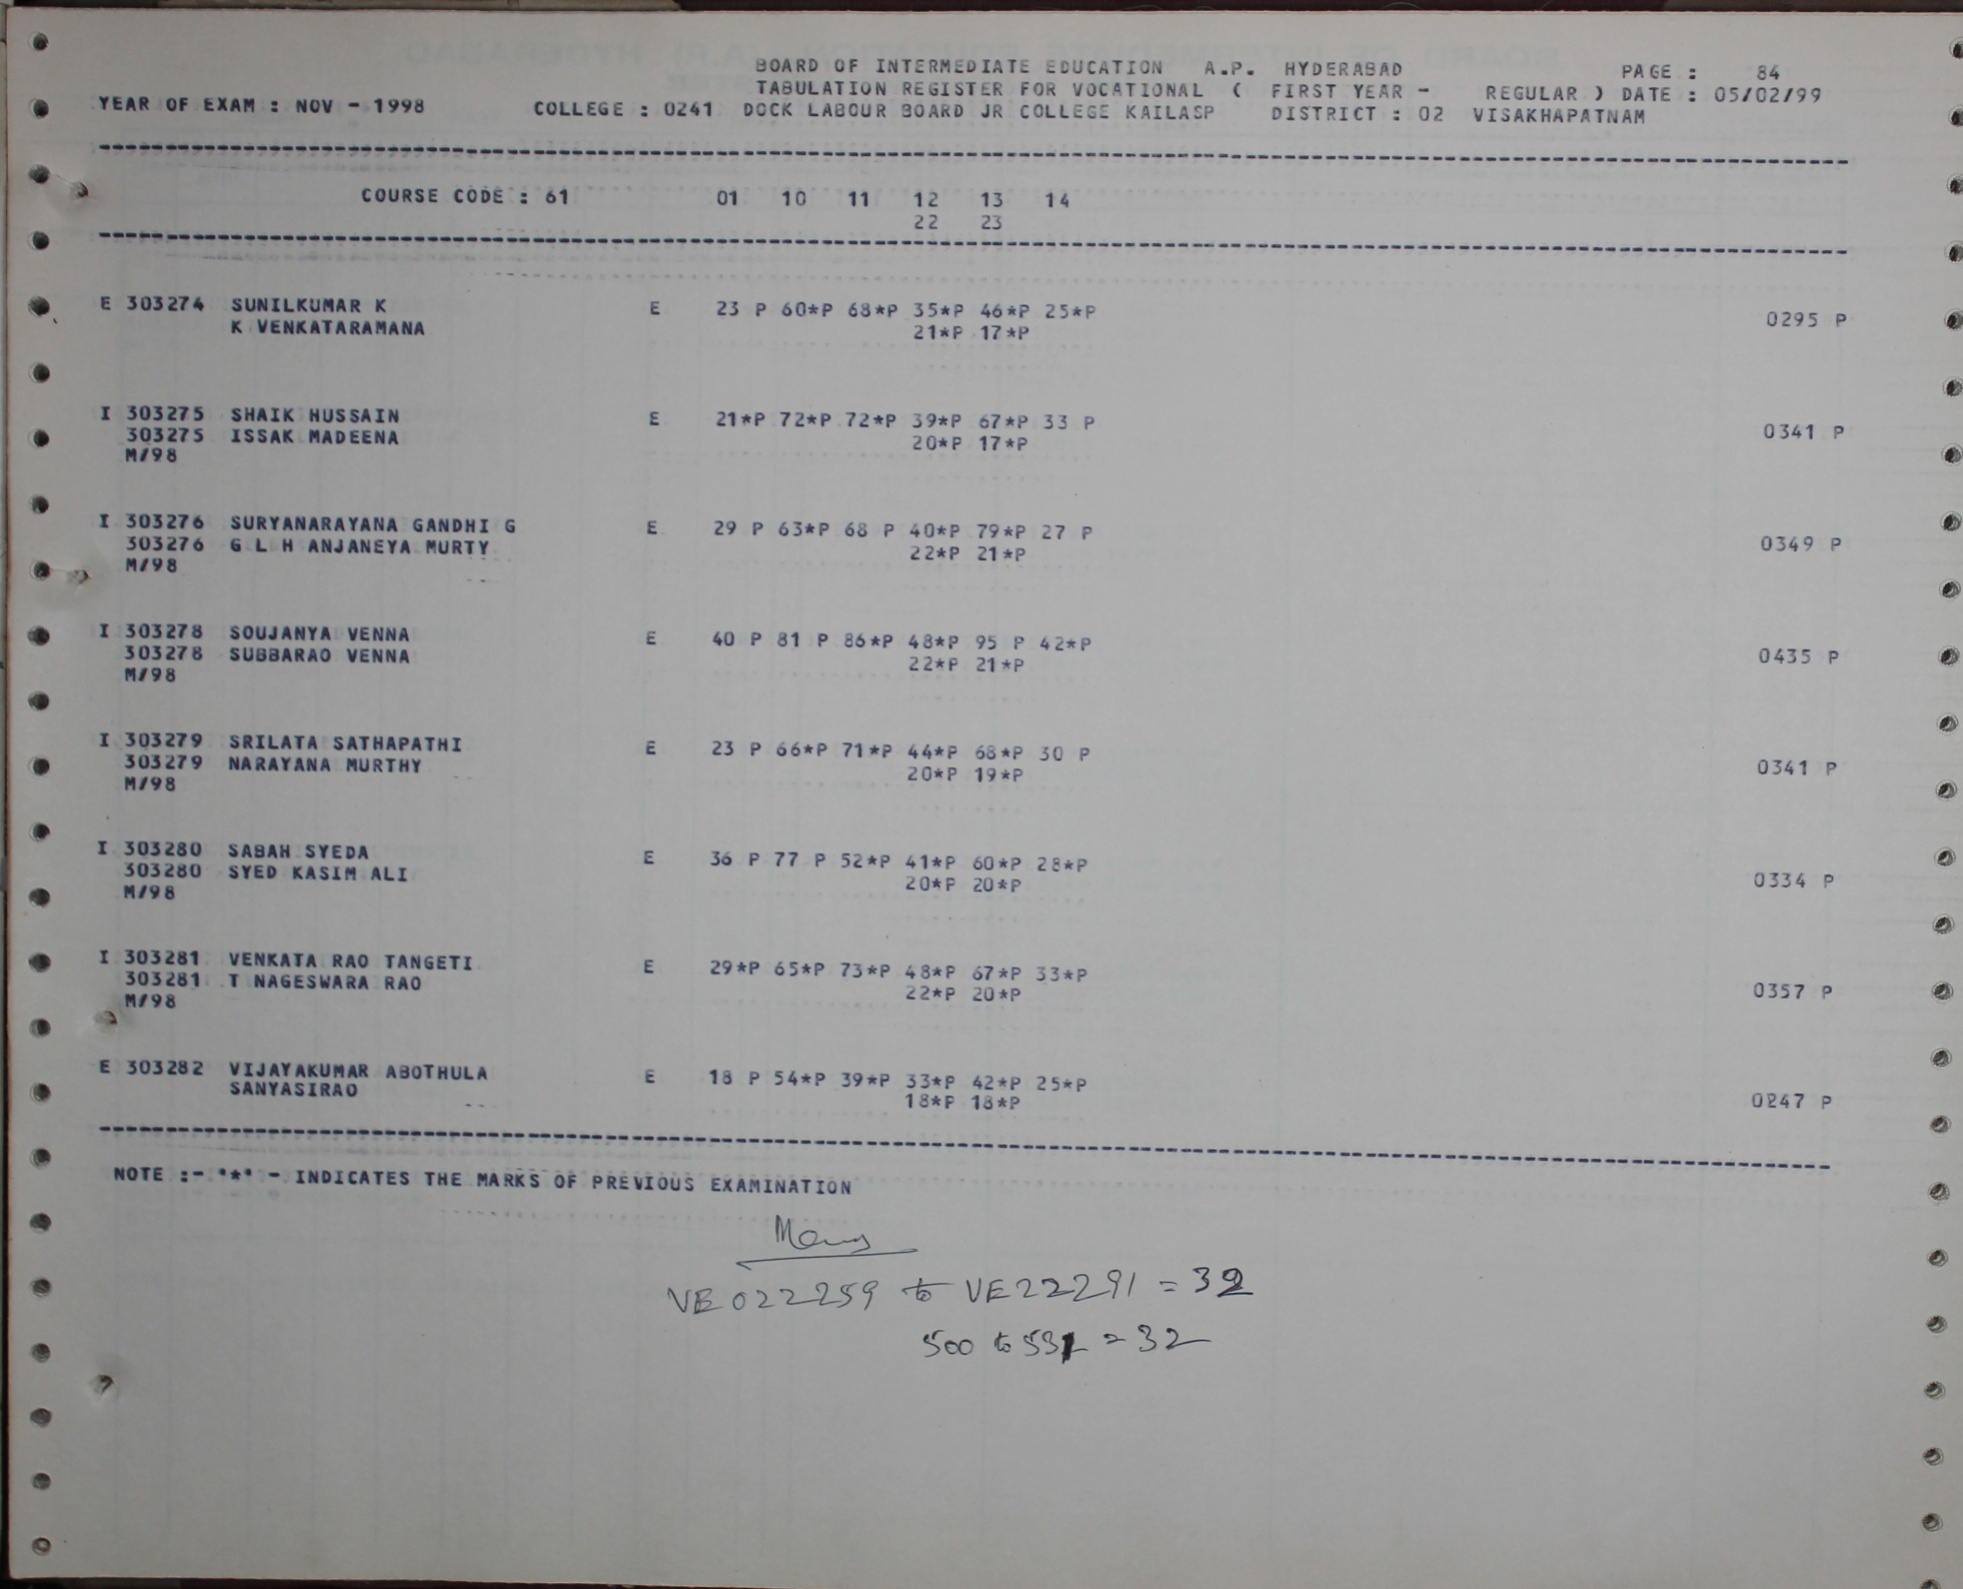 BOARD OF INTERMEDIATE EDUCATION A.P. HYDERABAD PAGE : 84
TABULATION REGISTER FOR VOCATIONAL ( FIRST YEAR - REGULAR ) DATE : 05/02/99
YEAR OF EXAM : NOV - 1998 COLLEGE : 0241 DOCK LABOUR BOARD JR COLLEGE KAILASP DISTRICT : 02 VISAKHAPATNAM
COURSE CODE : 61 01 10 11 12 13 14
22 23
E 303274 SUNILKUMAR K E 23 P 60*P 68*P 35*P 46*P 25*P 0295 P
K VENKATARAMANA 21*P 17*P
I 303275 SHAIK HUSSAIN E 21*P 72*P 72*P 39*P 67*P 33 P 0341 P
303275 ISSAK MADEENA 20*P 17*P
M/98
I 303276 SURYANARAYANA GANDHI G E 29 P 63*P 68 P 40*P 79*P 27 P 0349 P
303276 G L H ANJANEYA MURTY 22*P 21*P
M/98
I 303278 SOUJANYA VENNA E 40 P 81 P 86*P 48*P 95 P 42*P 0435 P
303278 SUBBARAO VENNA 22*P 21*P
M/98
I 303279 SRILATA SATHAPATHI E 23 P 66*P 71*P 44*P 68*P 30 P 0341 P
303279 NARAYANA MURTHY 20*P 19*P
M/98
I 303280 SABAH SYEDA E 36 P 77 P 52*P 41*P 60*P 28*P 0334 P
303280 SYED KASIM ALI 20*P 20*P
M/98
I 303281 VENKATA RAO TANGETI E 29*P 65*P 73*P 48*P 67*P 33*P 0357 P
303281 T NAGESWARA RAO 22*P 20*P
M/98
E 303282 VIJAYAKUMAR ABOTHULA E 18 P 54*P 39*P 33*P 42*P 25*P 0247 P
SANYASIRAO 18*P 18*P
NOTE :- '*' - INDICATES THE MARKS OF PREVIOUS EXAMINATION
VE 022259 to VE22291 = 32
500 to 531 = 32